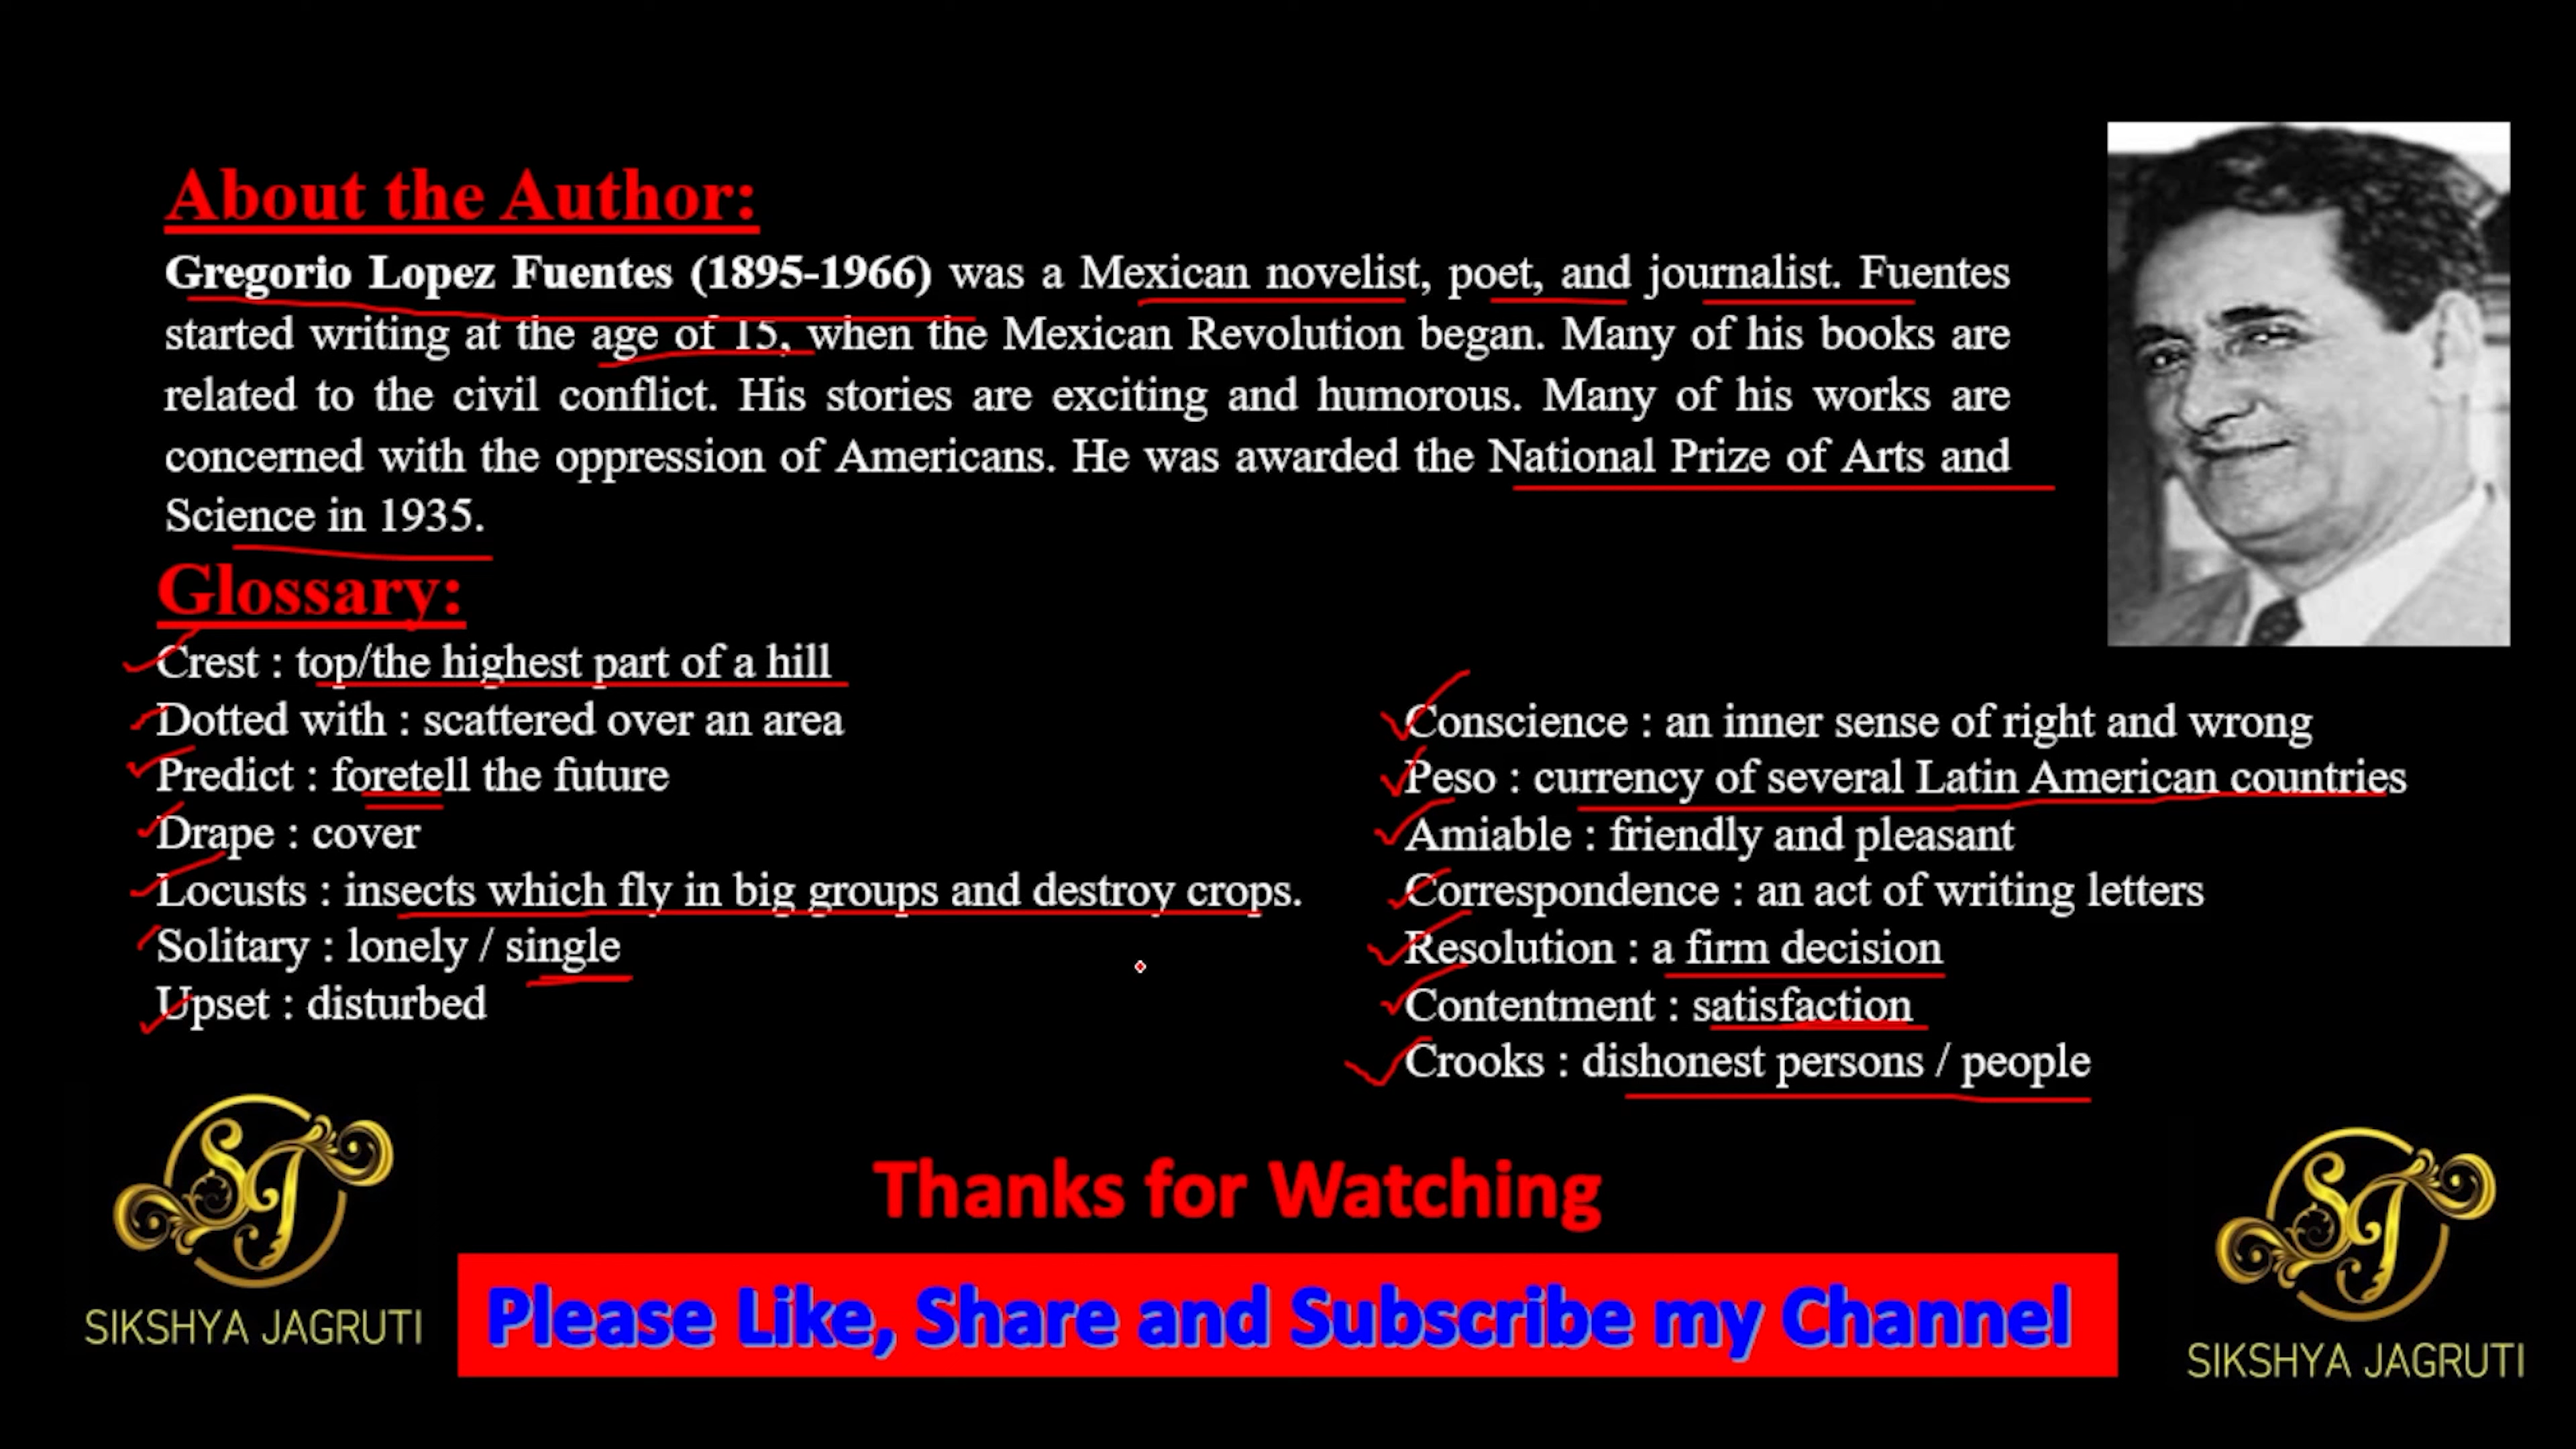 About the Author:
Gregorio Lopez Fuentes (1895-1966) was a Mexican novelist, poet, and journalist. Fuentes
started writing at the age of 15, when the Mexican Revolution began. Many of his books are
related to the civil conflict. His stories are exciting and humorous. Many of his works are
concerned with the oppression of Americans. He was awarded the National Prize of Arts and
Science in 1935.
Glossary:
Crest : top/the highest part of a hill
Dotted with : scattered over an area
Predict : foretell the future
Drape : cover
Locusts : insects which fly in big groups and destroy crops.
Solitary : lonely / single
Upset : disturbed
Conscience : an inner sense of right and wrong
Peso : currency of several Latin American countries
Amiable : friendly and pleasant
Correspondence : an act of writing letters
Resolution : a firm decision
Contentment : satisfaction
Crooks : dishonest persons / people
Thanks for Watching
Please Like, Share and Subscribe my Channel
SJ
SIKSHYA JAGRUTI
SJ
SIKSHYA JAGRUTI